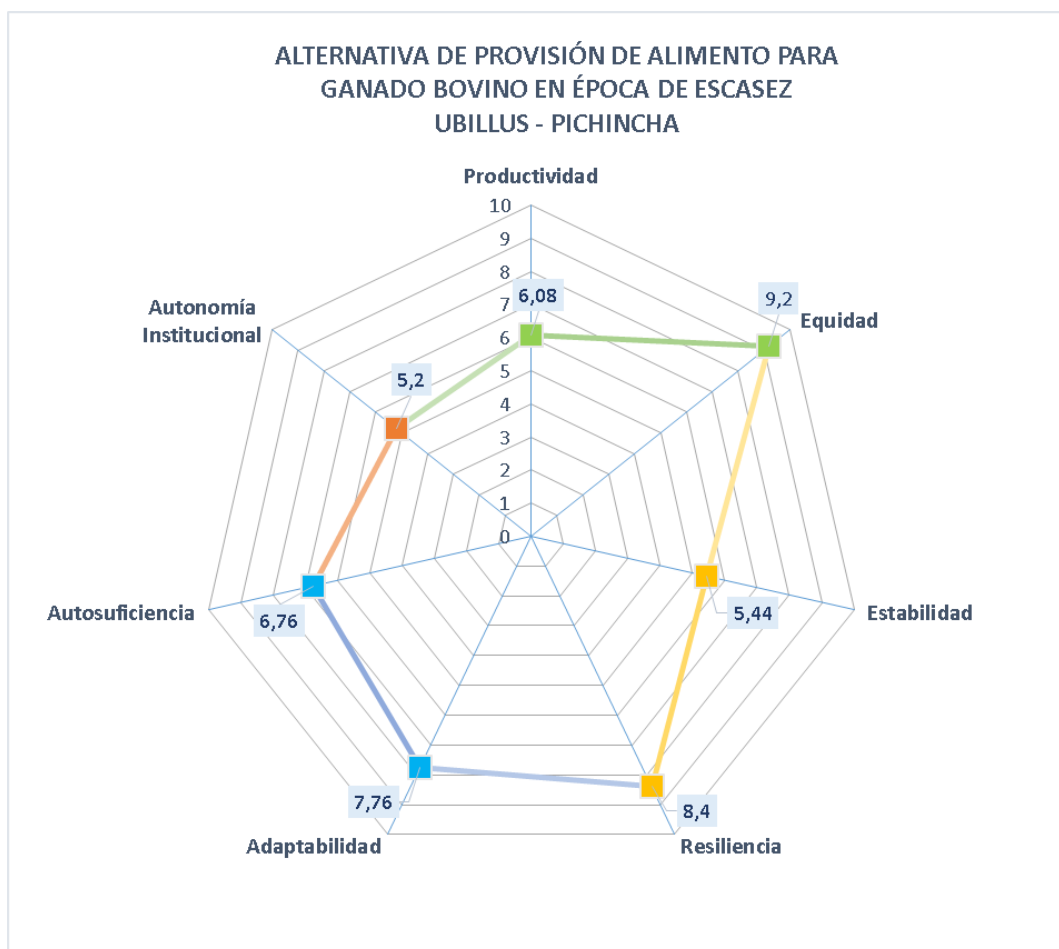 ALTERNATIVA DE PROVISIÓN DE ALIMENTO PARA
GANADO BOVINO EN ÉPOCA DE ESCASEZ
UBILLUS - PICHINCHA
Productividad
10
9
8
7
6
5
4
3
2
1
0
6,08
9,2
Equidad
Autonomía
Institucional
5,2
Autosuficiencia
6,76
5,44
Estabilidad
7,76
Adaptabilidad
8,4
Resiliencia